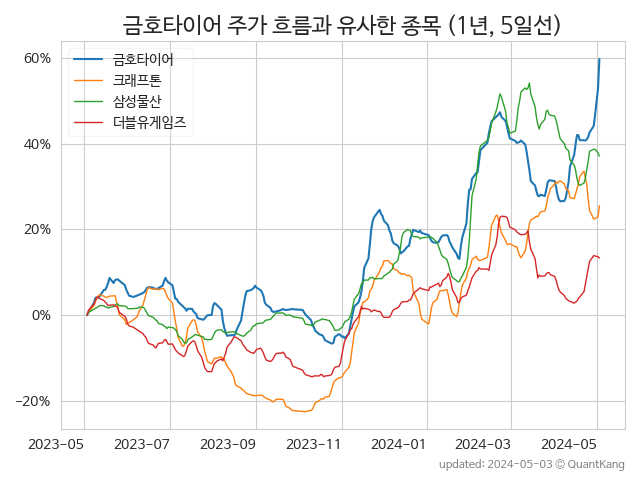 금호타이어 주가 흐름과 유사한 종목 (1년, 5일선)
금호타이어
크래프톤
삼성물산
더블유게임즈
60%
40%
20%
0%
−20%
2023-05 2023-07 2023-09 2023-11 2024-01 2024-03 2024-05
updated: 2024-05-03 © QuantKang